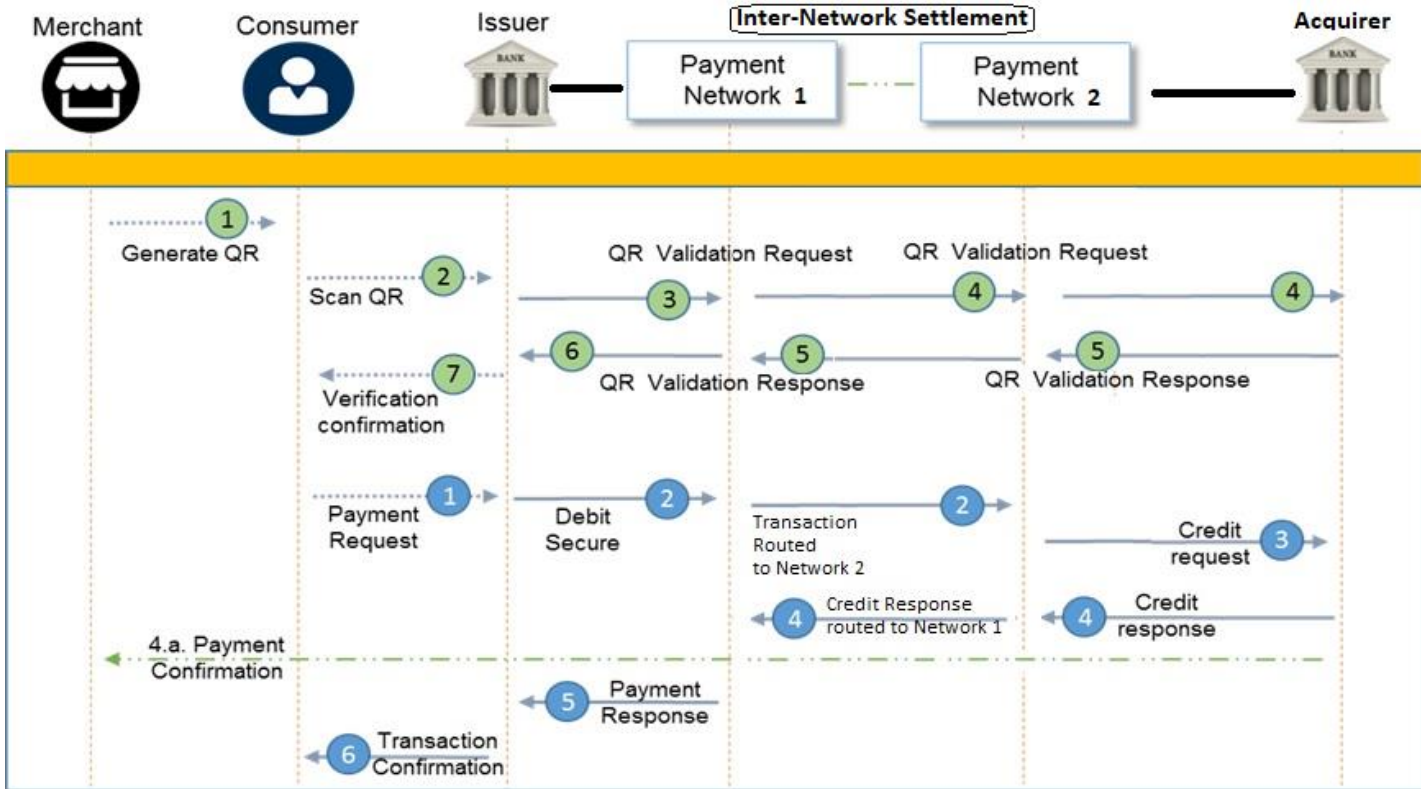 Merchant
Consumer
Issuer
Inter-Network Settlement
Acquirer
BANK
Payment
Network 1
Payment
Network 2
BANK
1
Generate QR
2
Scan QR
QR Validation Request
3
QR Validation Request
4
4
6
QR Validation Response
5
5
QR Validation Response
7
Verification
confirmation
1
Payment
Request
2
Debit
Secure
2
Transaction
Routed
to Network 2
Credit
request
3
4
Credit Response
routed to Network 1
4
Credit
response
4.a. Payment
Confirmation
5
Payment
Response
6
Transaction
Confirmation